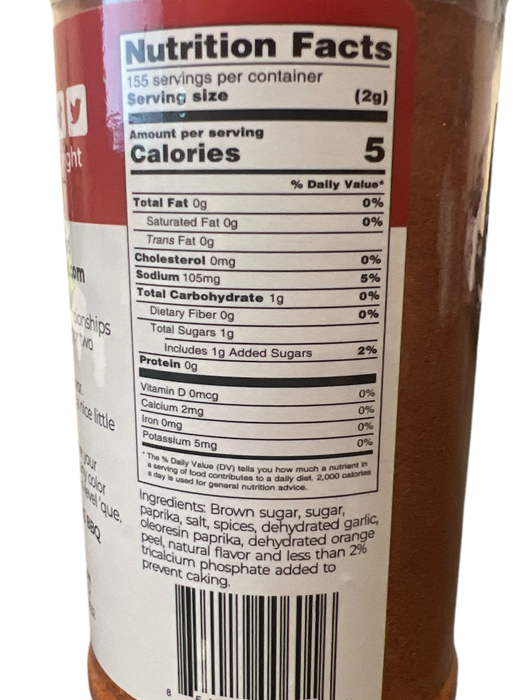 ght
om
onships
two
nice little
your
color
level 'que.
BBQ
Nutrition Facts
155 servings per container
Serving size (2g)
Amount per serving
Calories 5
% Daily Value*
Total Fat 0g 0%
Saturated Fat 0g 0%
Trans Fat 0g
Cholesterol 0mg 0%
Sodium 105mg 5%
Total Carbohydrate 1g 0%
Dietary Fiber 0g 0%
Total Sugars 1g
Includes 1g Added Sugars 2%
Protein 0g
Vitamin D 0mcg 0%
Calcium 2mg 0%
Iron 0mg 0%
Potassium 5mg 0%
* The % Daily Value (DV) tells you how much a nutrient in
a serving of food contributes to a daily diet. 2,000 calories
a day is used for general nutrition advice.
Ingredients: Brown sugar, sugar,
paprika, salt, spices, dehydrated garlic,
oleoresin paprika, dehydrated orange
peel, natural flavor and less than 2%
tricalcium phosphate added to
prevent caking.
8